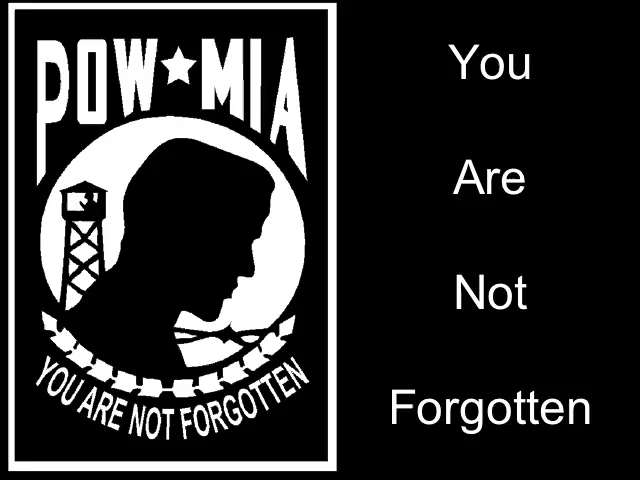 POW★MIA
YOU ARE NOT FORGOTTEN
You
Are
Not
Forgotten